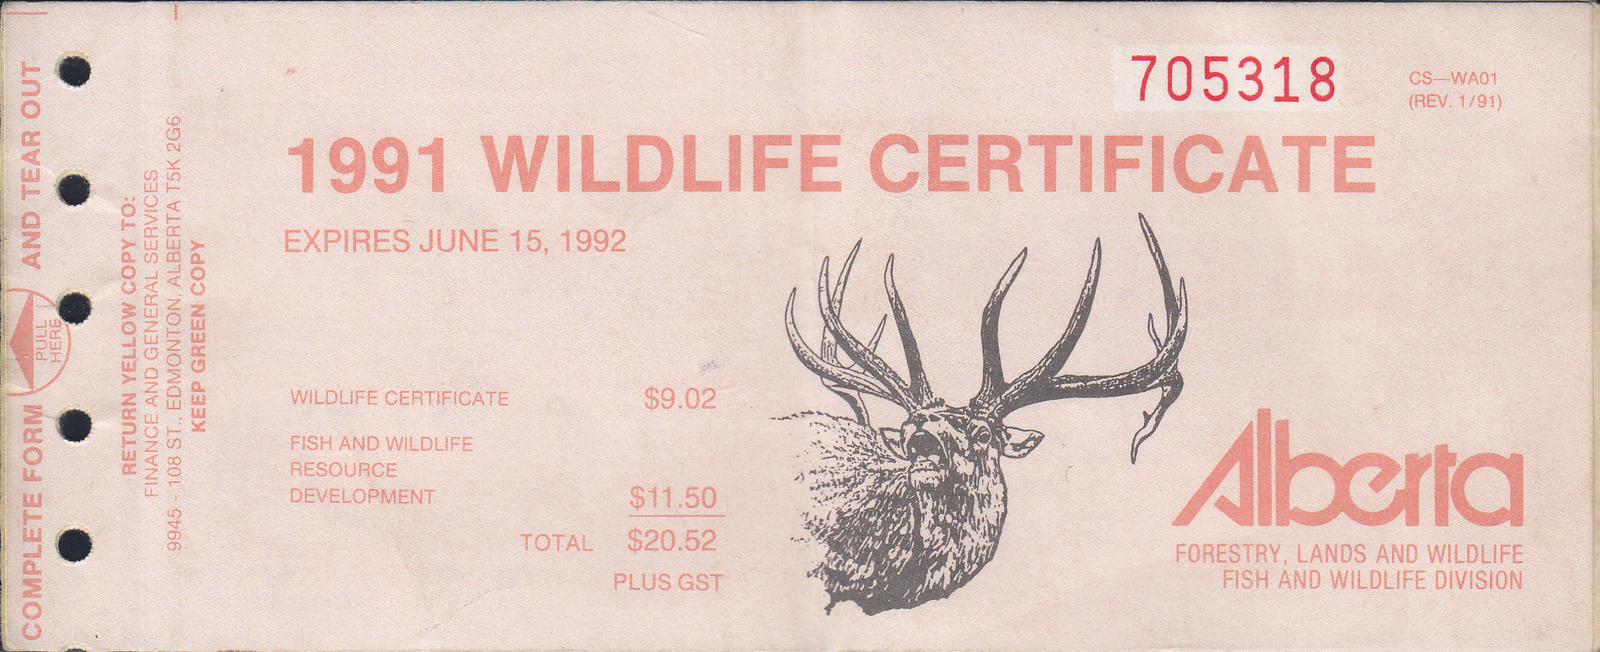 COMPLETE FORM AND TEAR OUT
PULL
HERE
RETURN YELLOW COPY TO:
FINANCE AND GENERAL SERVICES
9945 - 108 ST., EDMONTON, ALBERTA T5K 2G6
KEEP GREEN COPY
705318
CS—WA01
(REV. 1/91)
1991 WILDLIFE CERTIFICATE
EXPIRES JUNE 15, 1992
WILDLIFE CERTIFICATE $9.02
FISH AND WILDLIFE
RESOURCE
DEVELOPMENT $11.50
TOTAL $20.52
PLUS GST
Alberta
FORESTRY, LANDS AND WILDLIFE
FISH AND WILDLIFE DIVISION